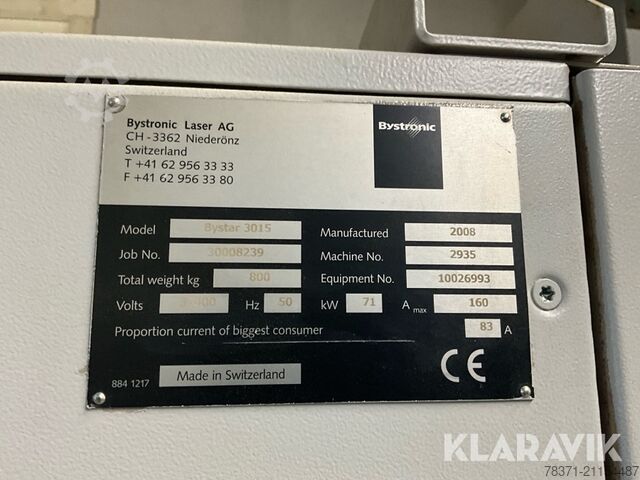 Bystronic Laser AG
CH-3362 Niederönz
Switzerland
T +41 62 956 33 33
F +41 62 956 33 80
Bystronic
Model Bystar 3015 Manufactured 2008
Job No. 30008239 Machine No. 2935
Total weight kg 800 Equipment No. 10026993
Volts 3*400 Hz 50 kW 71 A max 160
Proportion current of biggest consumer 83 A
884 1217 Made in Switzerland CE
KLARAVIK